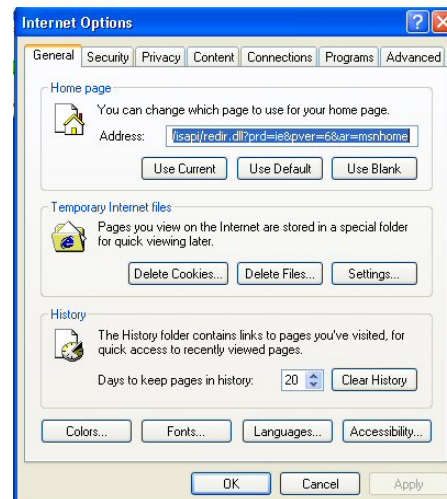 Internet Options
General Security Privacy Content Connections Programs Advanced
Home page
You can change which page to use for your home page.
Address: /isapi/redir.dll?prd=ie&pver=6&ar=msnhome
Use Current Use Default Use Blank
Temporary Internet files
Pages you view on the Internet are stored in a special folder
for quick viewing later.
Delete Cookies... Delete Files... Settings...
History
The History folder contains links to pages you've visited, for
quick access to recently viewed pages.
Days to keep pages in history: 20 Clear History
Colors... Fonts... Languages... Accessibility...
OK Cancel Apply